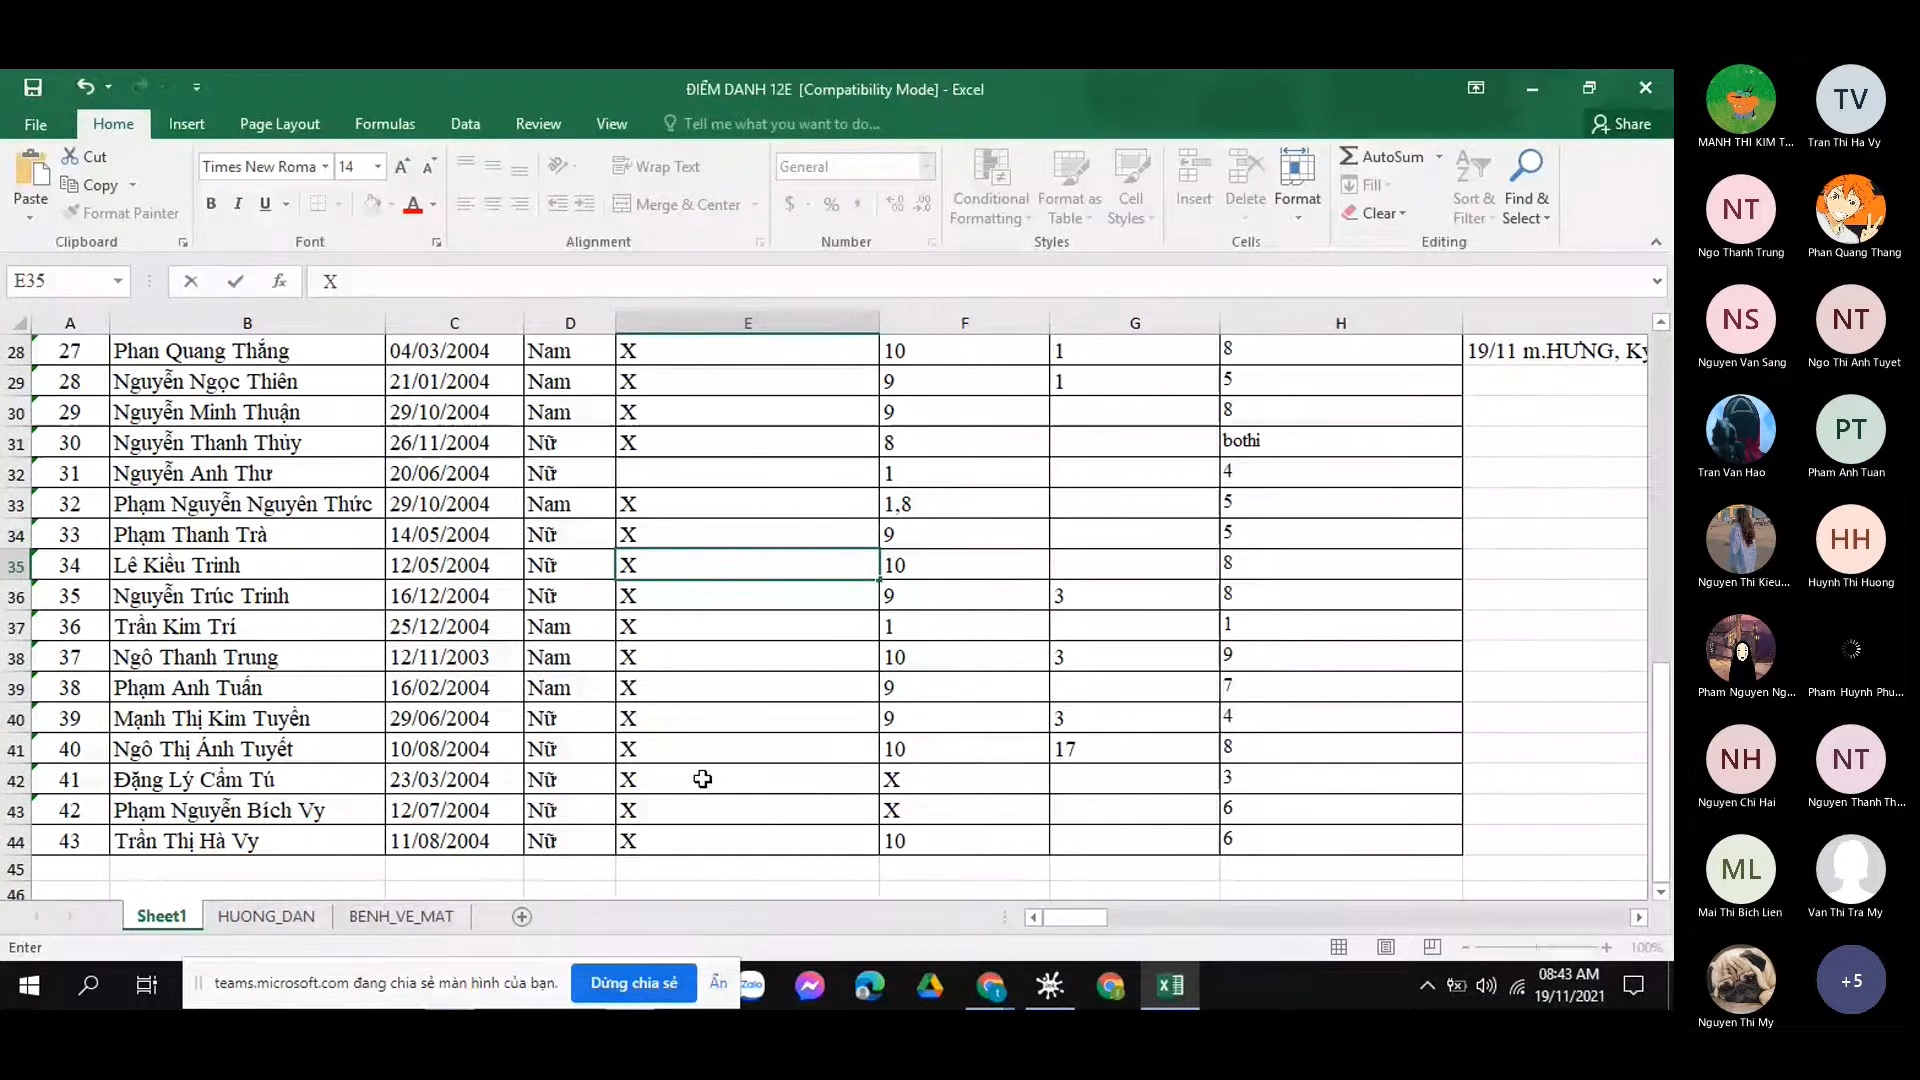 ĐIỂM DANH 12E [Compatibility Mode] - Excel
File Home Insert Page Layout Formulas Data Review View Tell me what you want to do... Share
Paste Cut Copy Format Painter Clipboard
Times New Roma 14 B I U A Font
Wrap Text Merge & Center Alignment
General $ % Number
Conditional Formatting Format as Table Cell Styles Styles
Insert Delete Format Cells
AutoSum Fill Clear Sort & Filter Find & Select Editing
E35 fx X
A B C D E F G H
28 27 Phan Quang Thắng 04/03/2004 Nam X 10 1 8 19/11 m.HƯNG, Ky
29 28 Nguyễn Ngọc Thiên 21/01/2004 Nam X 9 1 5
30 29 Nguyễn Minh Thuận 29/10/2004 Nam X 9 8
31 30 Nguyễn Thanh Thủy 26/11/2004 Nữ X 8 bothi
32 31 Nguyễn Anh Thư 20/06/2004 Nữ 1 4
33 32 Phạm Nguyễn Nguyên Thức 29/10/2004 Nam X 1,8 5
34 33 Phạm Thanh Trà 14/05/2004 Nữ X 9 5
35 34 Lê Kiều Trinh 12/05/2004 Nữ X 10 8
36 35 Nguyễn Trúc Trinh 16/12/2004 Nữ X 9 3 8
37 36 Trần Kim Trí 25/12/2004 Nam X 1 1
38 37 Ngô Thanh Trung 12/11/2003 Nam X 10 3 9
39 38 Phạm Anh Tuấn 16/02/2004 Nam X 9 7
40 39 Mạnh Thị Kim Tuyền 29/06/2004 Nữ X 9 3 4
41 40 Ngô Thị Ánh Tuyết 10/08/2004 Nữ X 10 17 8
42 41 Đặng Lý Cẩm Tú 23/03/2004 Nữ X X 3
43 42 Phạm Nguyễn Bích Vy 12/07/2004 Nữ X X 6
44 43 Trần Thị Hà Vy 11/08/2004 Nữ X 10 6
45
46
Sheet1 HUONG_DAN BENH_VE_MAT
Enter 100%
teams.microsoft.com đang chia sẻ màn hình của bạn. Dừng chia sẻ Ẩn Zalo
08:43 AM
19/11/2021
TV
MANH THI KIM T... Tran Thi Ha Vy
NT
Ngo Thanh Trung Phan Quang Thang
NS NT
Nguyen Van Sang Ngo Thi Anh Tuyet
PT
Tran Van Hao Pham Anh Tuan
HH
Nguyen Thi Kieu... Huynh Thi Huong
Pham Nguyen Ng... Pham Huynh Phu...
NH NT
Nguyen Chi Hai Nguyen Thanh Th...
ML
Mai Thi Bich Lien Van Thi Tra My
+5
Nguyen Thi My